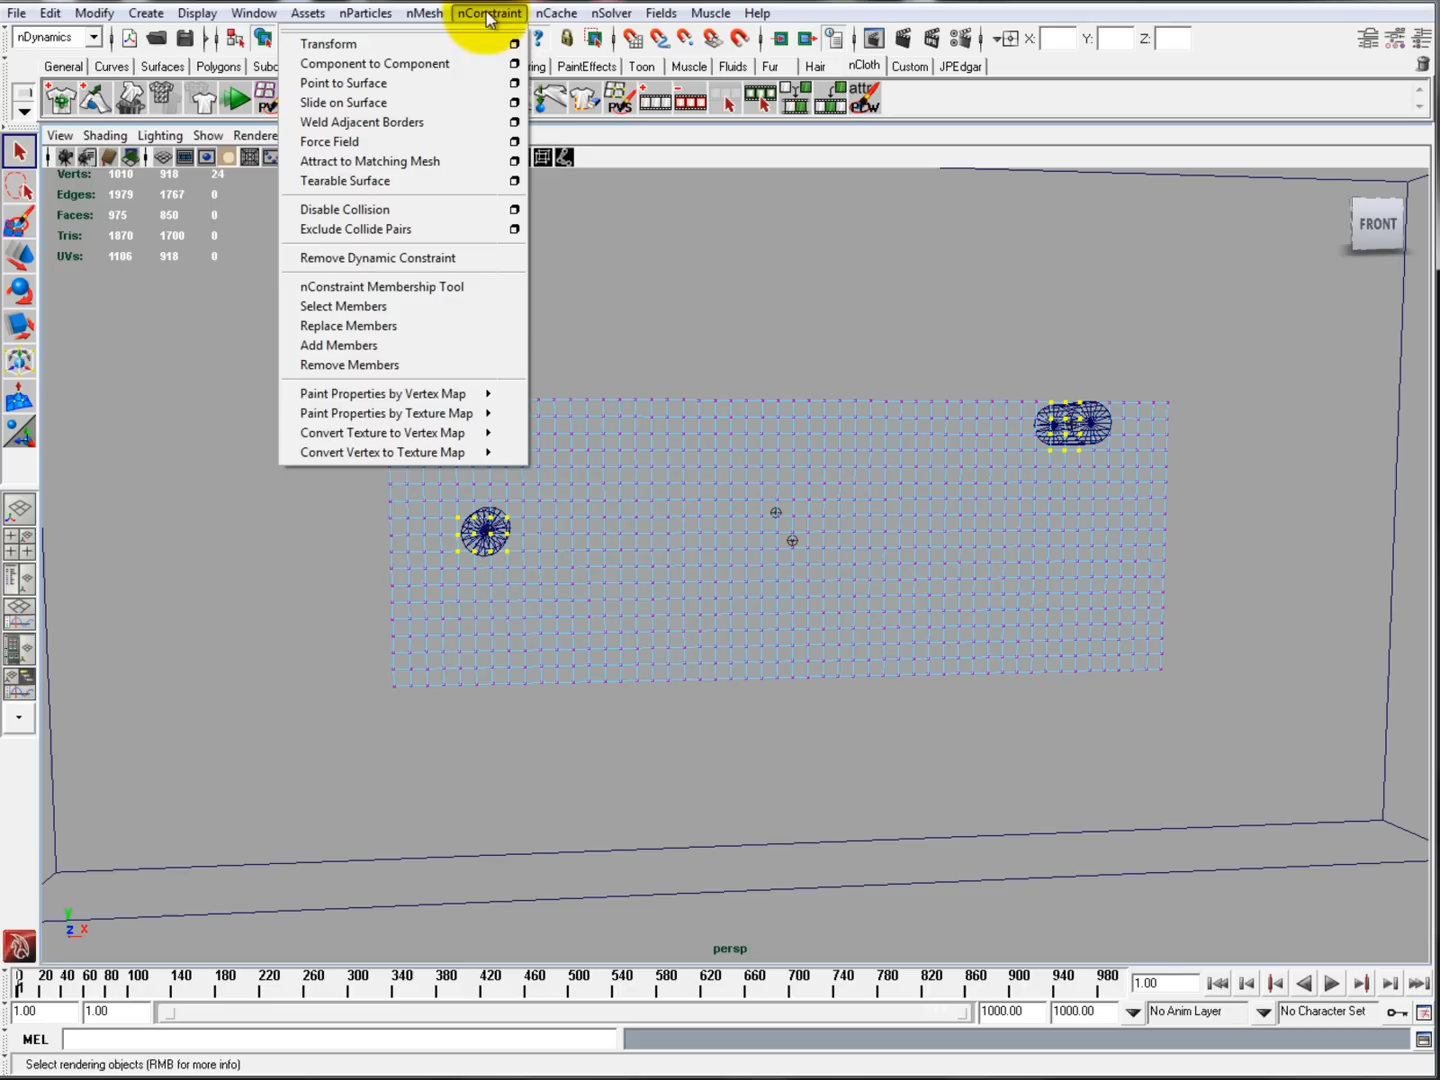 File Edit Modify Create Display Window Assets nParticles nMesh nConstraint nCache nSolver Fields Muscle Help
nDynamics ? X: Y: Z:
General Curves Surfaces Polygons PaintEffects Toon Muscle Fluids Fur Hair nCloth Custom JPEdgar
PVS attr PCW
View Shading Lighting Show
Verts: 1010 918 24
Edges: 1979 1767 0
Faces: 975 850 0
Tris: 1870 1700 0
UVs: 1106 918 0
Transform
Component to Component
Point to Surface
Slide on Surface
Weld Adjacent Borders
Force Field
Attract to Matching Mesh
Tearable Surface
Disable Collision
Exclude Collide Pairs
Remove Dynamic Constraint
nConstraint Membership Tool
Select Members
Replace Members
Add Members
Remove Members
Paint Properties by Vertex Map
Paint Properties by Texture Map
Convert Texture to Vertex Map
Convert Vertex to Texture Map
FRONT
y
z x
persp
20 40 60 80 100 140 180 220 260 300 340 380 420 460 500 540 580 620 660 700 740 780 820 860 900 940 980 1.00
1.00 1.00 1000.00 1000.00 No Anim Layer No Character Set
MEL
Select rendering objects (RMB for more info)